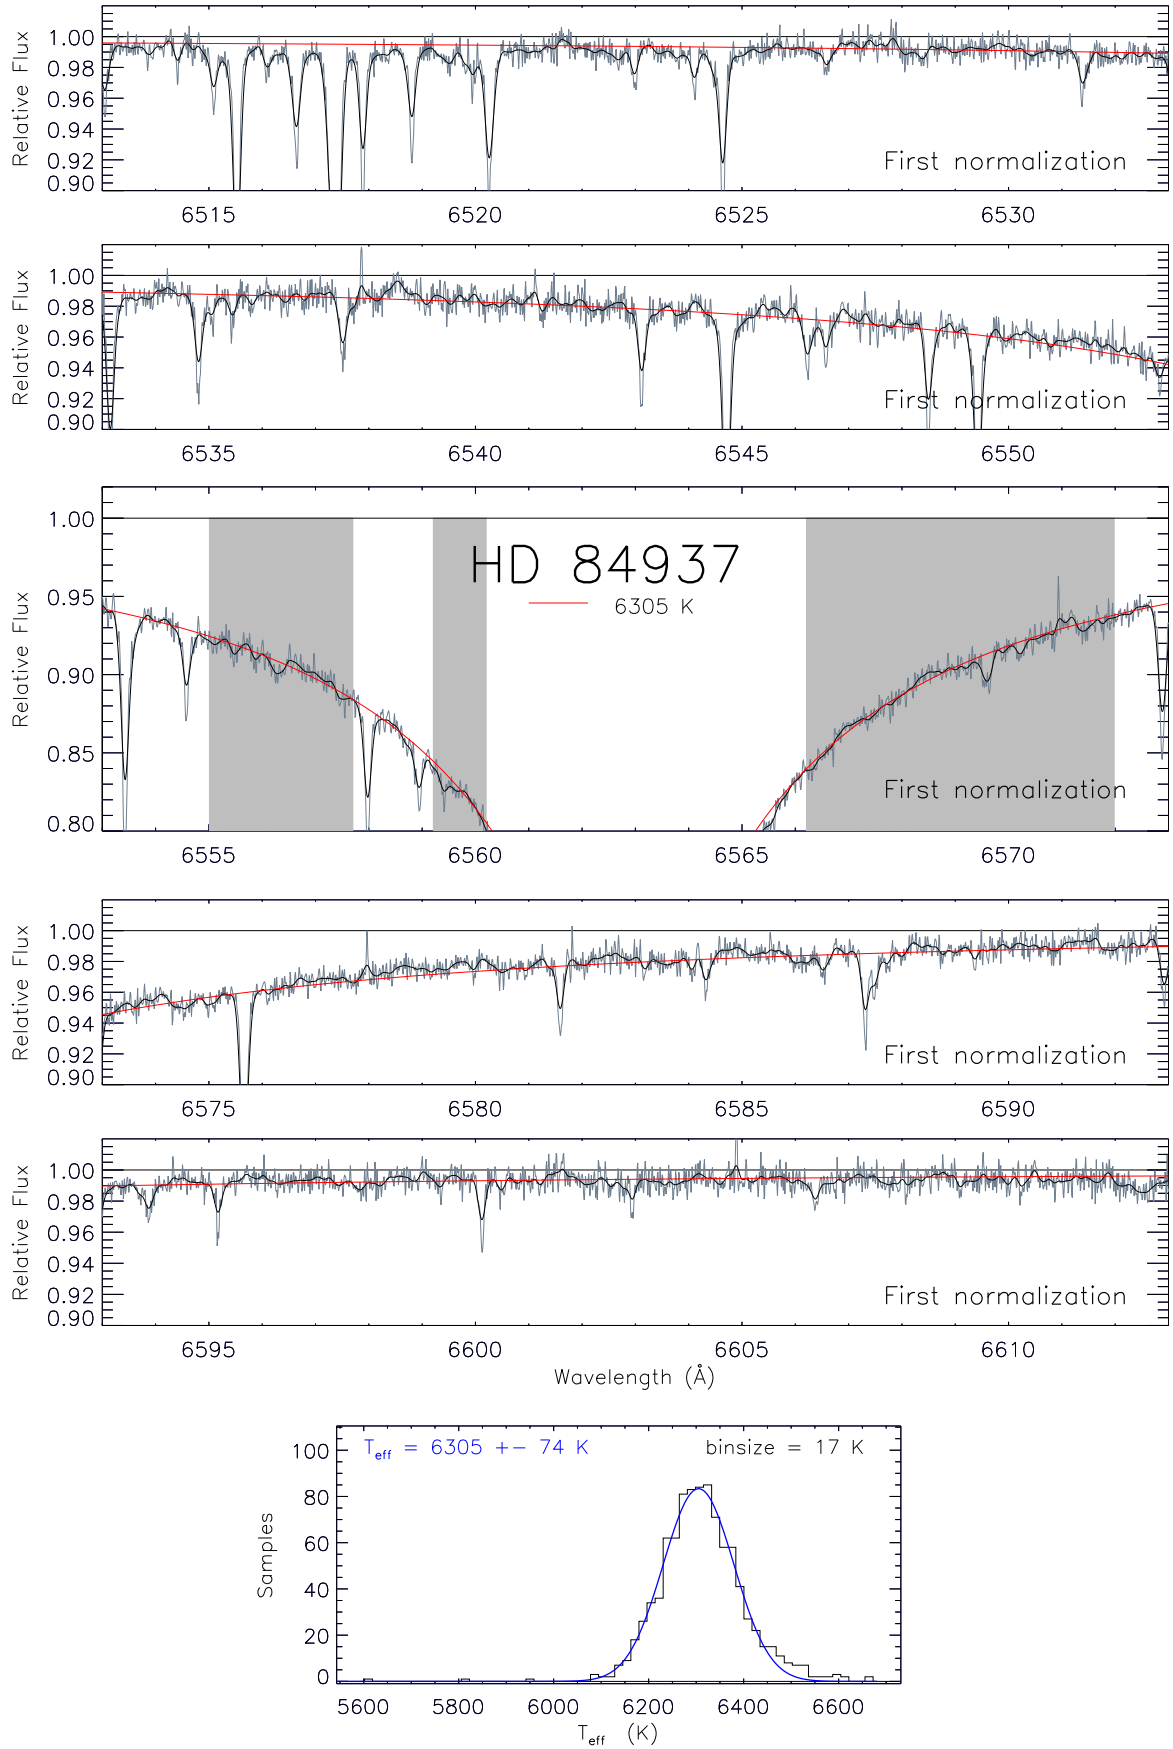 Relative Flux
1.00
0.98
0.96
0.94
0.92
0.90
First normalization
6515 6520 6525 6530
Relative Flux
1.00
0.98
0.96
0.94
0.92
0.90
First normalization
6535 6540 6545 6550
Relative Flux
1.00
0.95
0.90
0.85
0.80
HD 84937
6305 K
First normalization
6555 6560 6565 6570
Relative Flux
1.00
0.98
0.96
0.94
0.92
0.90
First normalization
6575 6580 6585 6590
Relative Flux
1.00
0.98
0.96
0.94
0.92
0.90
First normalization
6595 6600 6605 6610
Wavelength (Å)
Samples
100
80
60
40
20
0
Teff = 6305 +− 74 K
binsize = 17 K
5600 5800 6000 6200 6400 6600
Teff (K)